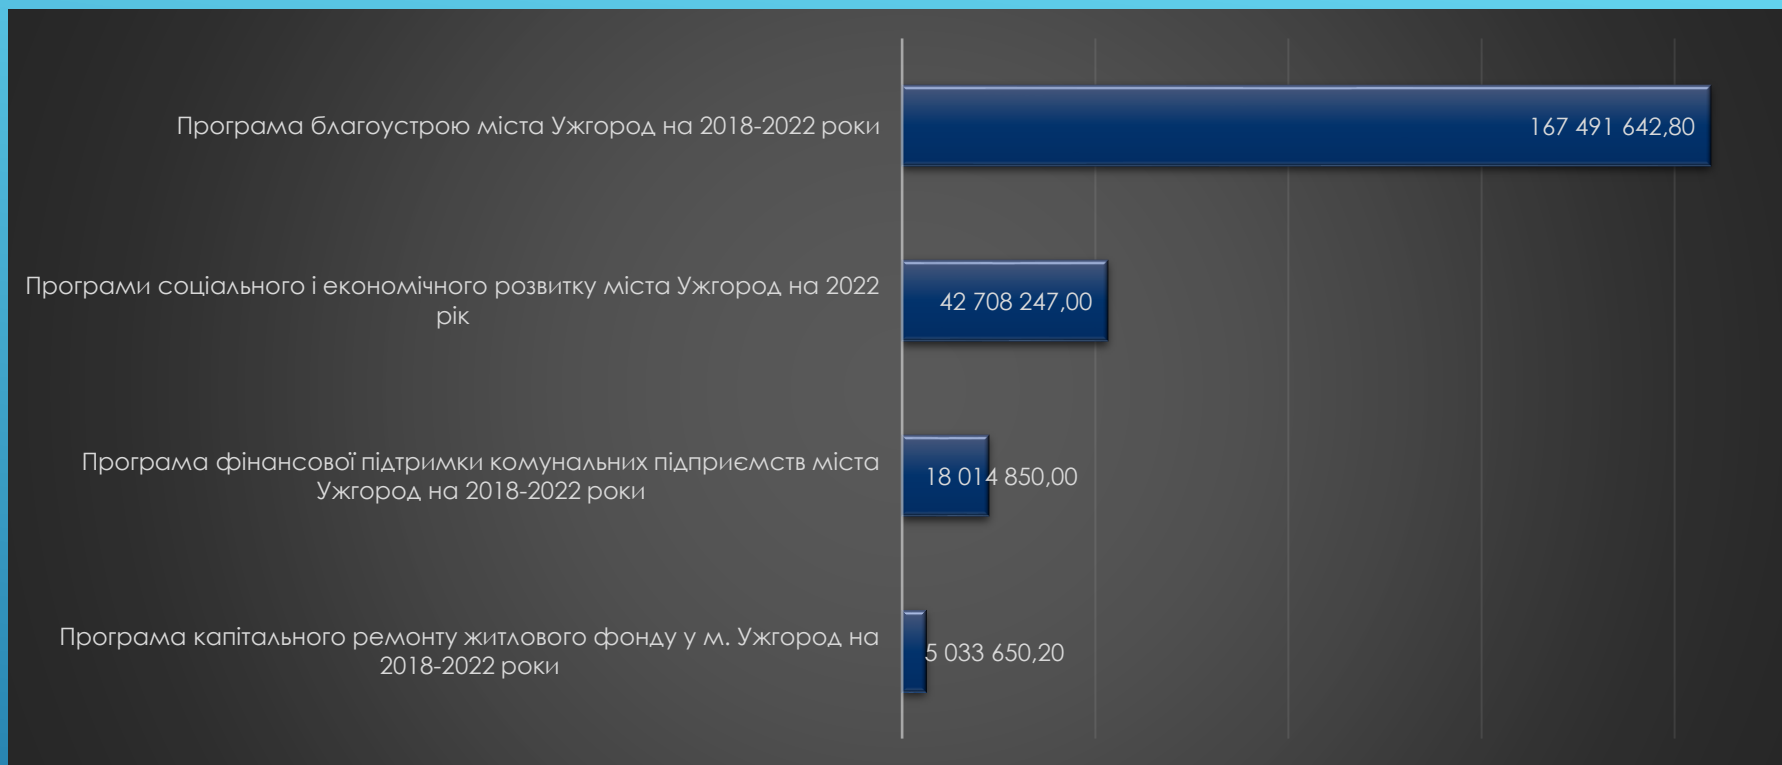 Програма благоустрою міста Ужгород на 2018-2022 роки
167 491 642,80
Програми соціального і економічного розвитку міста Ужгород на 2022
рік
42 708 247,00
Програма фінансової підтримки комунальних підприємств міста
Ужгород на 2018-2022 роки
18 014 850,00
Програма капітального ремонту житлового фонду у м. Ужгород на
2018-2022 роки
5 033 650,20